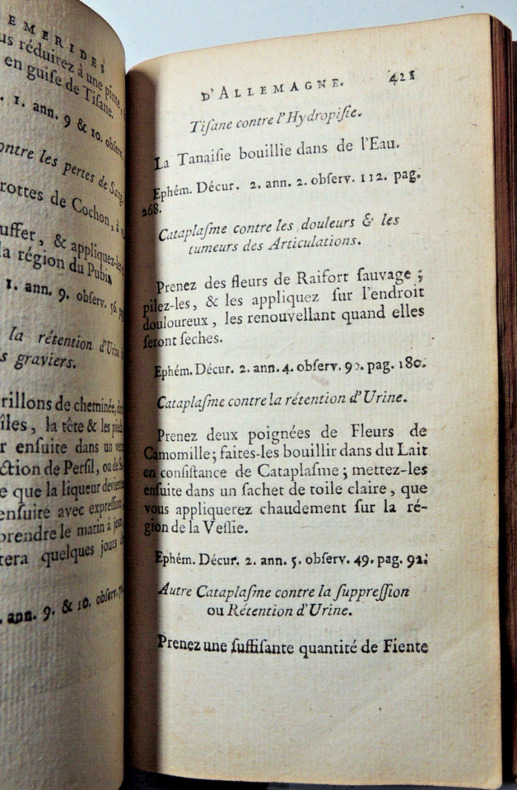 EMERIDES
us réduirez à une pinte,
en guiſe de Tiſane.
. 1. ann. 9 & 10. obſerv.
ontre les pertes de Sang.
rottes de Cochon, à
uffer, & appliquez-les
la région du Pubis
1. ann. 9. obſerv. 56. p
la rétention d'Urine
s graviers.
rillons de cheminée,
îles, la tête & les pieds
r enſuite dans un
ction de Perſil, ou de
e que la liqueur devienne
enſuite avec expreſſion,
prendre le matin à jeun,
tera quelques jours
. ann. 9. & 10. obſerv.
D'ALLEMAGNE. 421
Tiſane contre l'Hydropiſie.
La Tanaiſie bouillie dans de l'Eau.
Ephém. Décur. 2. ann. 2. obſerv. 112. pag.
268.
Cataplaſme contre les douleurs & les
tumeurs des Articulations.
Prenez des fleurs de Raifort ſauvage ;
pilez-les, & les appliquez ſur l'endroit
douloureux, les renouvellant quand elles
ſeront ſeches.
Ephém. Décur. 2. ann. 4. obſerv. 90. pag. 180.
Cataplaſme contre la rétention d'Urine.
Prenez deux poignées de Fleurs de
Camomille ; faites-les bouillir dans du Lait
en conſiſtance de Cataplaſme ; mettez-les
enſuite dans un ſachet de toile claire, que
vous appliquerez chaudement ſur la ré-
gion de la Veſſie.
Ephém. Décur. 2. ann. 5. obſerv. 49. pag. 92.
Autre Cataplaſme contre la ſuppreſſion
ou Rétention d'Urine.
Prenez une ſuffiſante quantité de Fiente